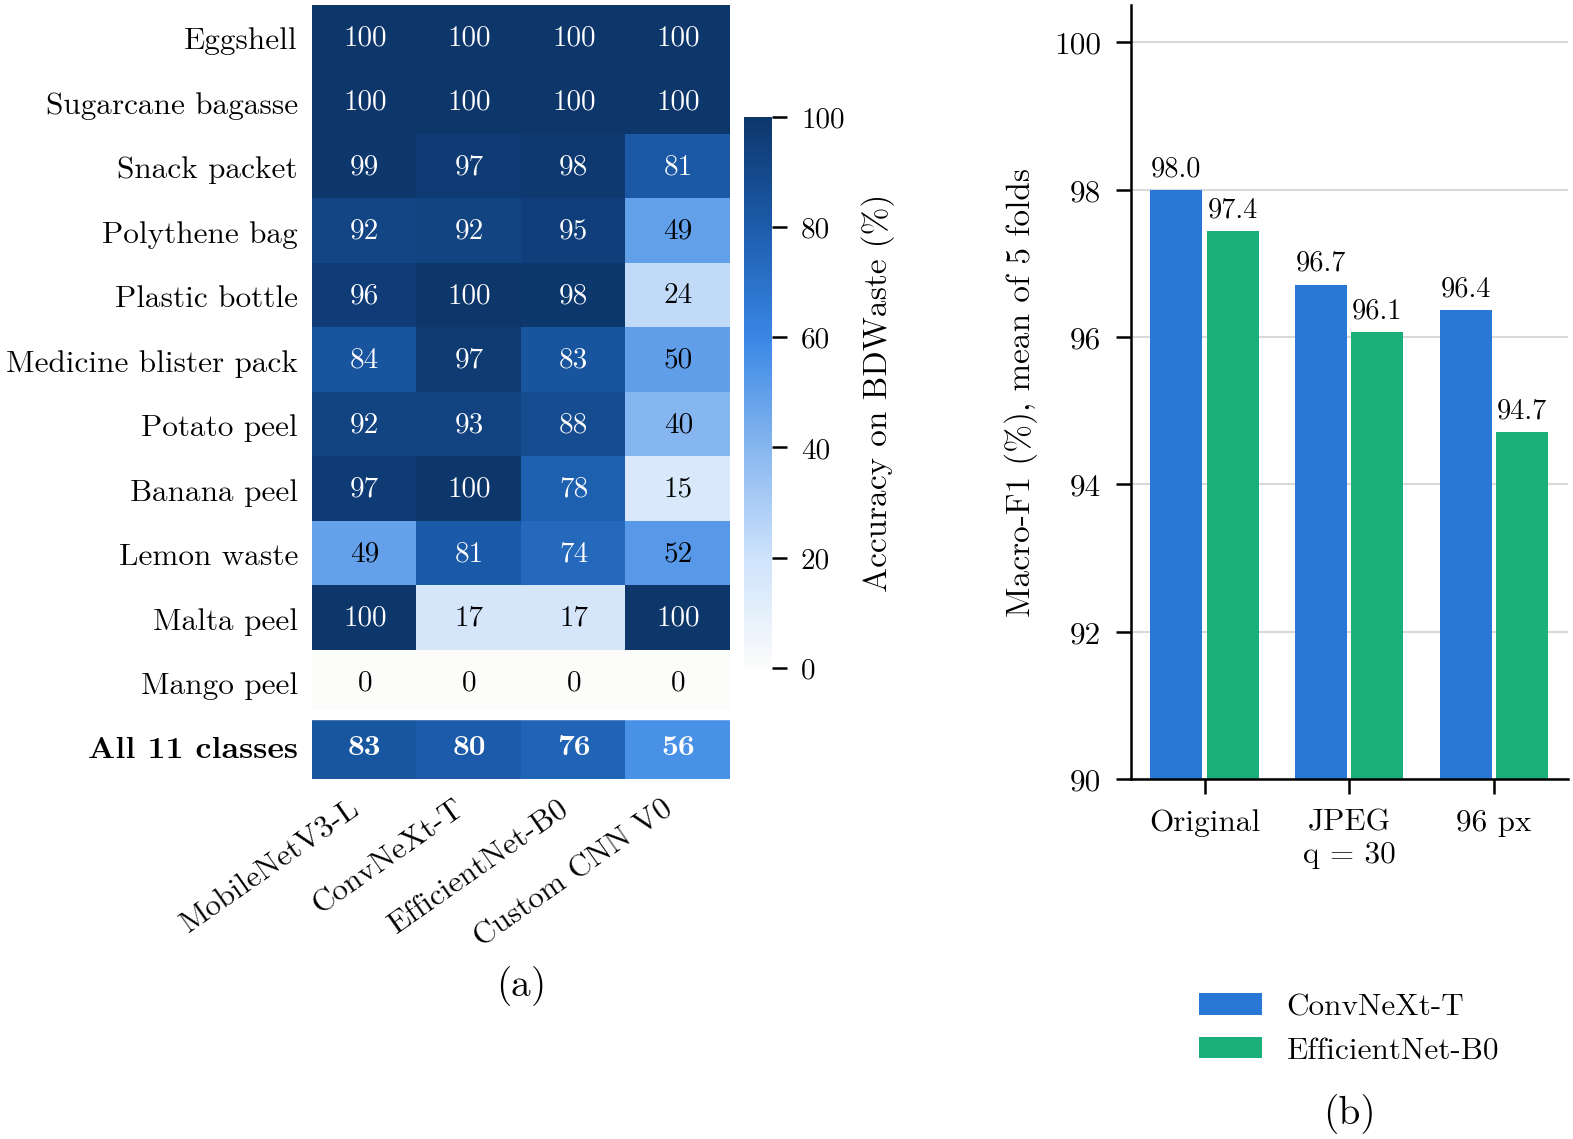 Eggshell 100 100 100 100
Sugarcane bagasse 100 100 100 100
Snack packet 99 97 98 81
Polythene bag 92 92 95 49
Plastic bottle 96 100 98 24
Medicine blister pack 84 97 83 50
Potato peel 92 93 88 40
Banana peel 97 100 78 15
Lemon waste 49 81 74 52
Malta peel 100 17 17 100
Mango peel 0 0 0 0
All 11 classes 83 80 76 56
MobileNetV3-L
ConvNeXt-T
EfficientNet-B0
Custom CNN V0
100
80
60
40
20
0
Accuracy on BDWaste (%)
(a)
Macro-F1 (%), mean of 5 folds
100
98
96
94
92
90
98.0
97.4
96.7
96.1
96.4
94.7
Original
JPEG
q = 30
96 px
ConvNeXt-T
EfficientNet-B0
(b)